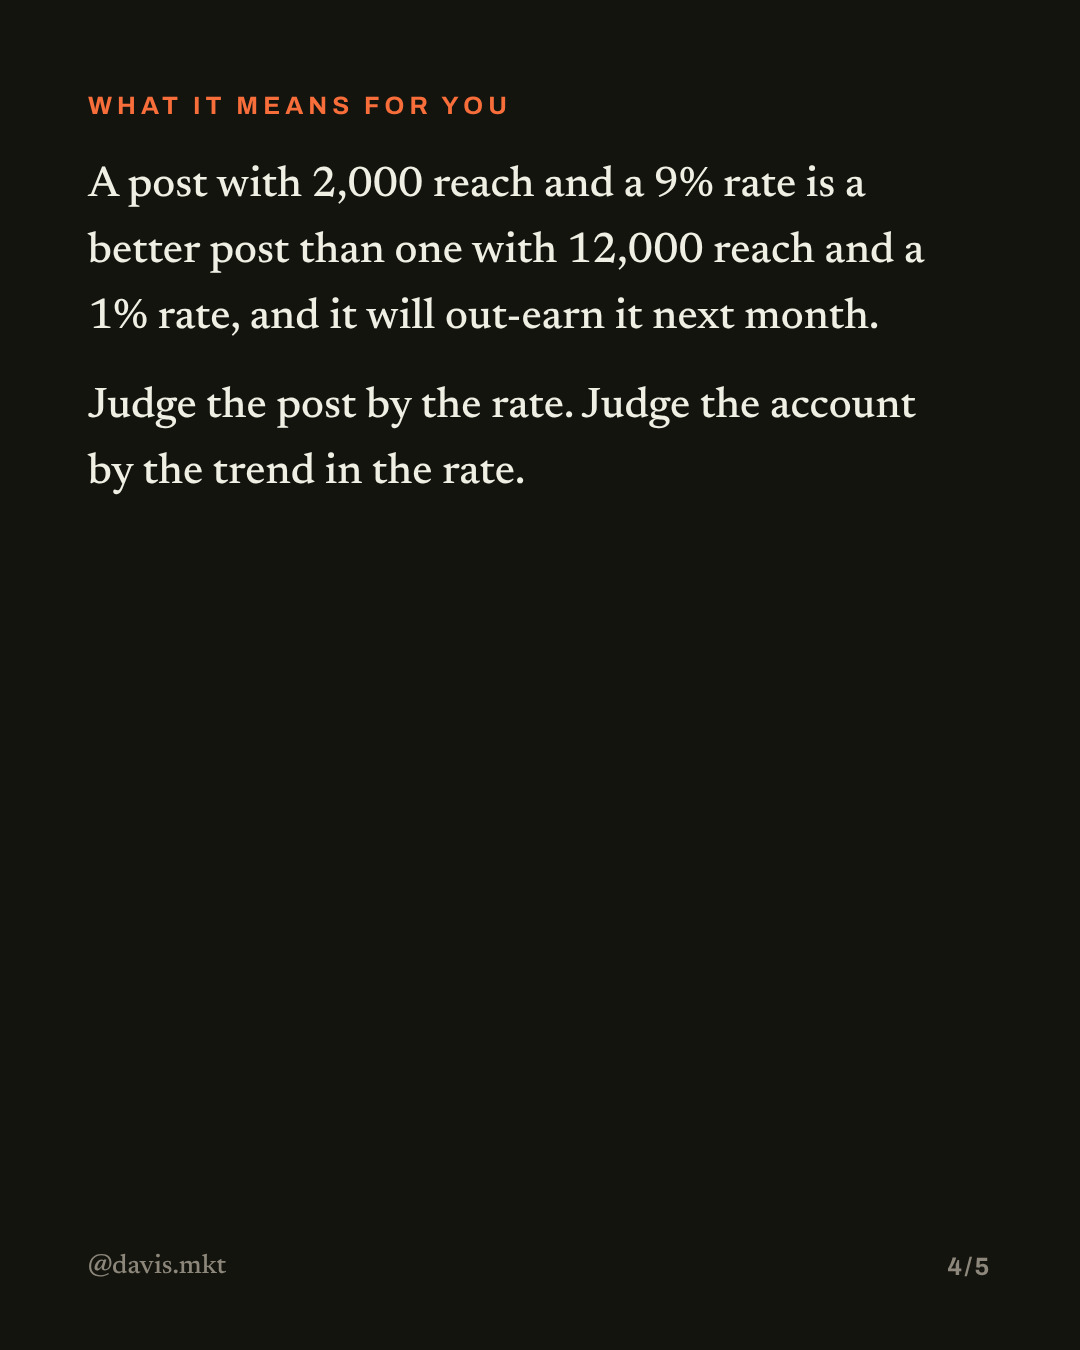 WHAT IT MEANS FOR YOU
A post with 2,000 reach and a 9% rate is a
better post than one with 12,000 reach and a
1% rate, and it will out-earn it next month.
Judge the post by the rate. Judge the account
by the trend in the rate.
@davis.mkt
4/5